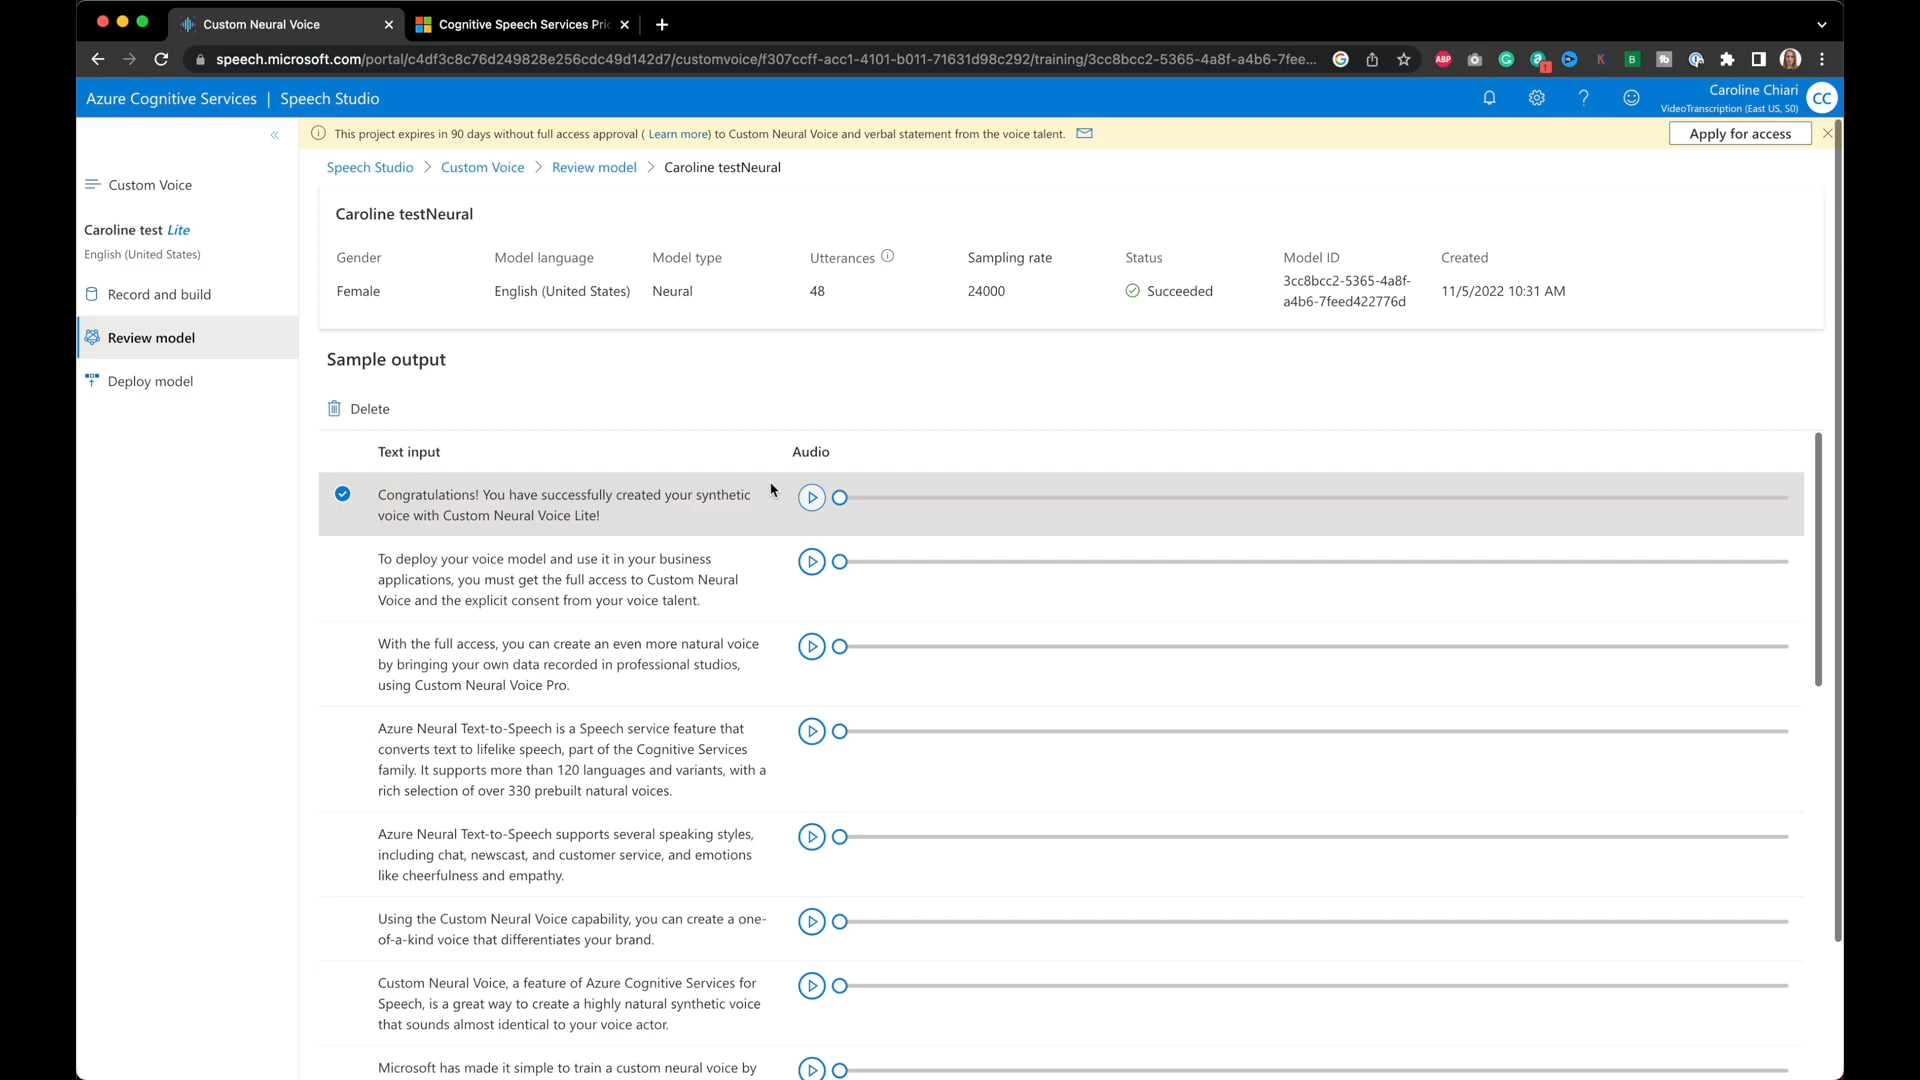 Custom Neural Voice
Cognitive Speech Services Pric
speech.microsoft.com/portal/c4df3c8c76d249828e256cdc49d142d7/customvoice/f307ccff-acc1-4101-b011-71631d98c292/training/3cc8bcc2-5365-4a8f-a4b6-7fee...
ABP
1
K
B
Azure Cognitive Services | Speech Studio
Caroline Chiari
VideoTranscription (East US, S0)
CC
This project expires in 90 days without full access approval ( Learn more) to Custom Neural Voice and verbal statement from the voice talent.
Apply for access
Speech Studio > Custom Voice > Review model > Caroline testNeural
Custom Voice
Caroline test Lite
English (United States)
Record and build
Review model
Deploy model
Caroline testNeural
Gender Model language Model type Utterances Sampling rate Status Model ID Created
Female English (United States) Neural 48 24000 Succeeded 3cc8bcc2-5365-4a8f-a4b6-7feed422776d 11/5/2022 10:31 AM
Sample output
Delete
Text input Audio
Congratulations! You have successfully created your synthetic
voice with Custom Neural Voice Lite!
To deploy your voice model and use it in your business
applications, you must get the full access to Custom Neural
Voice and the explicit consent from your voice talent.
With the full access, you can create an even more natural voice
by bringing your own data recorded in professional studios,
using Custom Neural Voice Pro.
Azure Neural Text-to-Speech is a Speech service feature that
converts text to lifelike speech, part of the Cognitive Services
family. It supports more than 120 languages and variants, with a
rich selection of over 330 prebuilt natural voices.
Azure Neural Text-to-Speech supports several speaking styles,
including chat, newscast, and customer service, and emotions
like cheerfulness and empathy.
Using the Custom Neural Voice capability, you can create a one-
of-a-kind voice that differentiates your brand.
Custom Neural Voice, a feature of Azure Cognitive Services for
Speech, is a great way to create a highly natural synthetic voice
that sounds almost identical to your voice actor.
Microsoft has made it simple to train a custom neural voice by